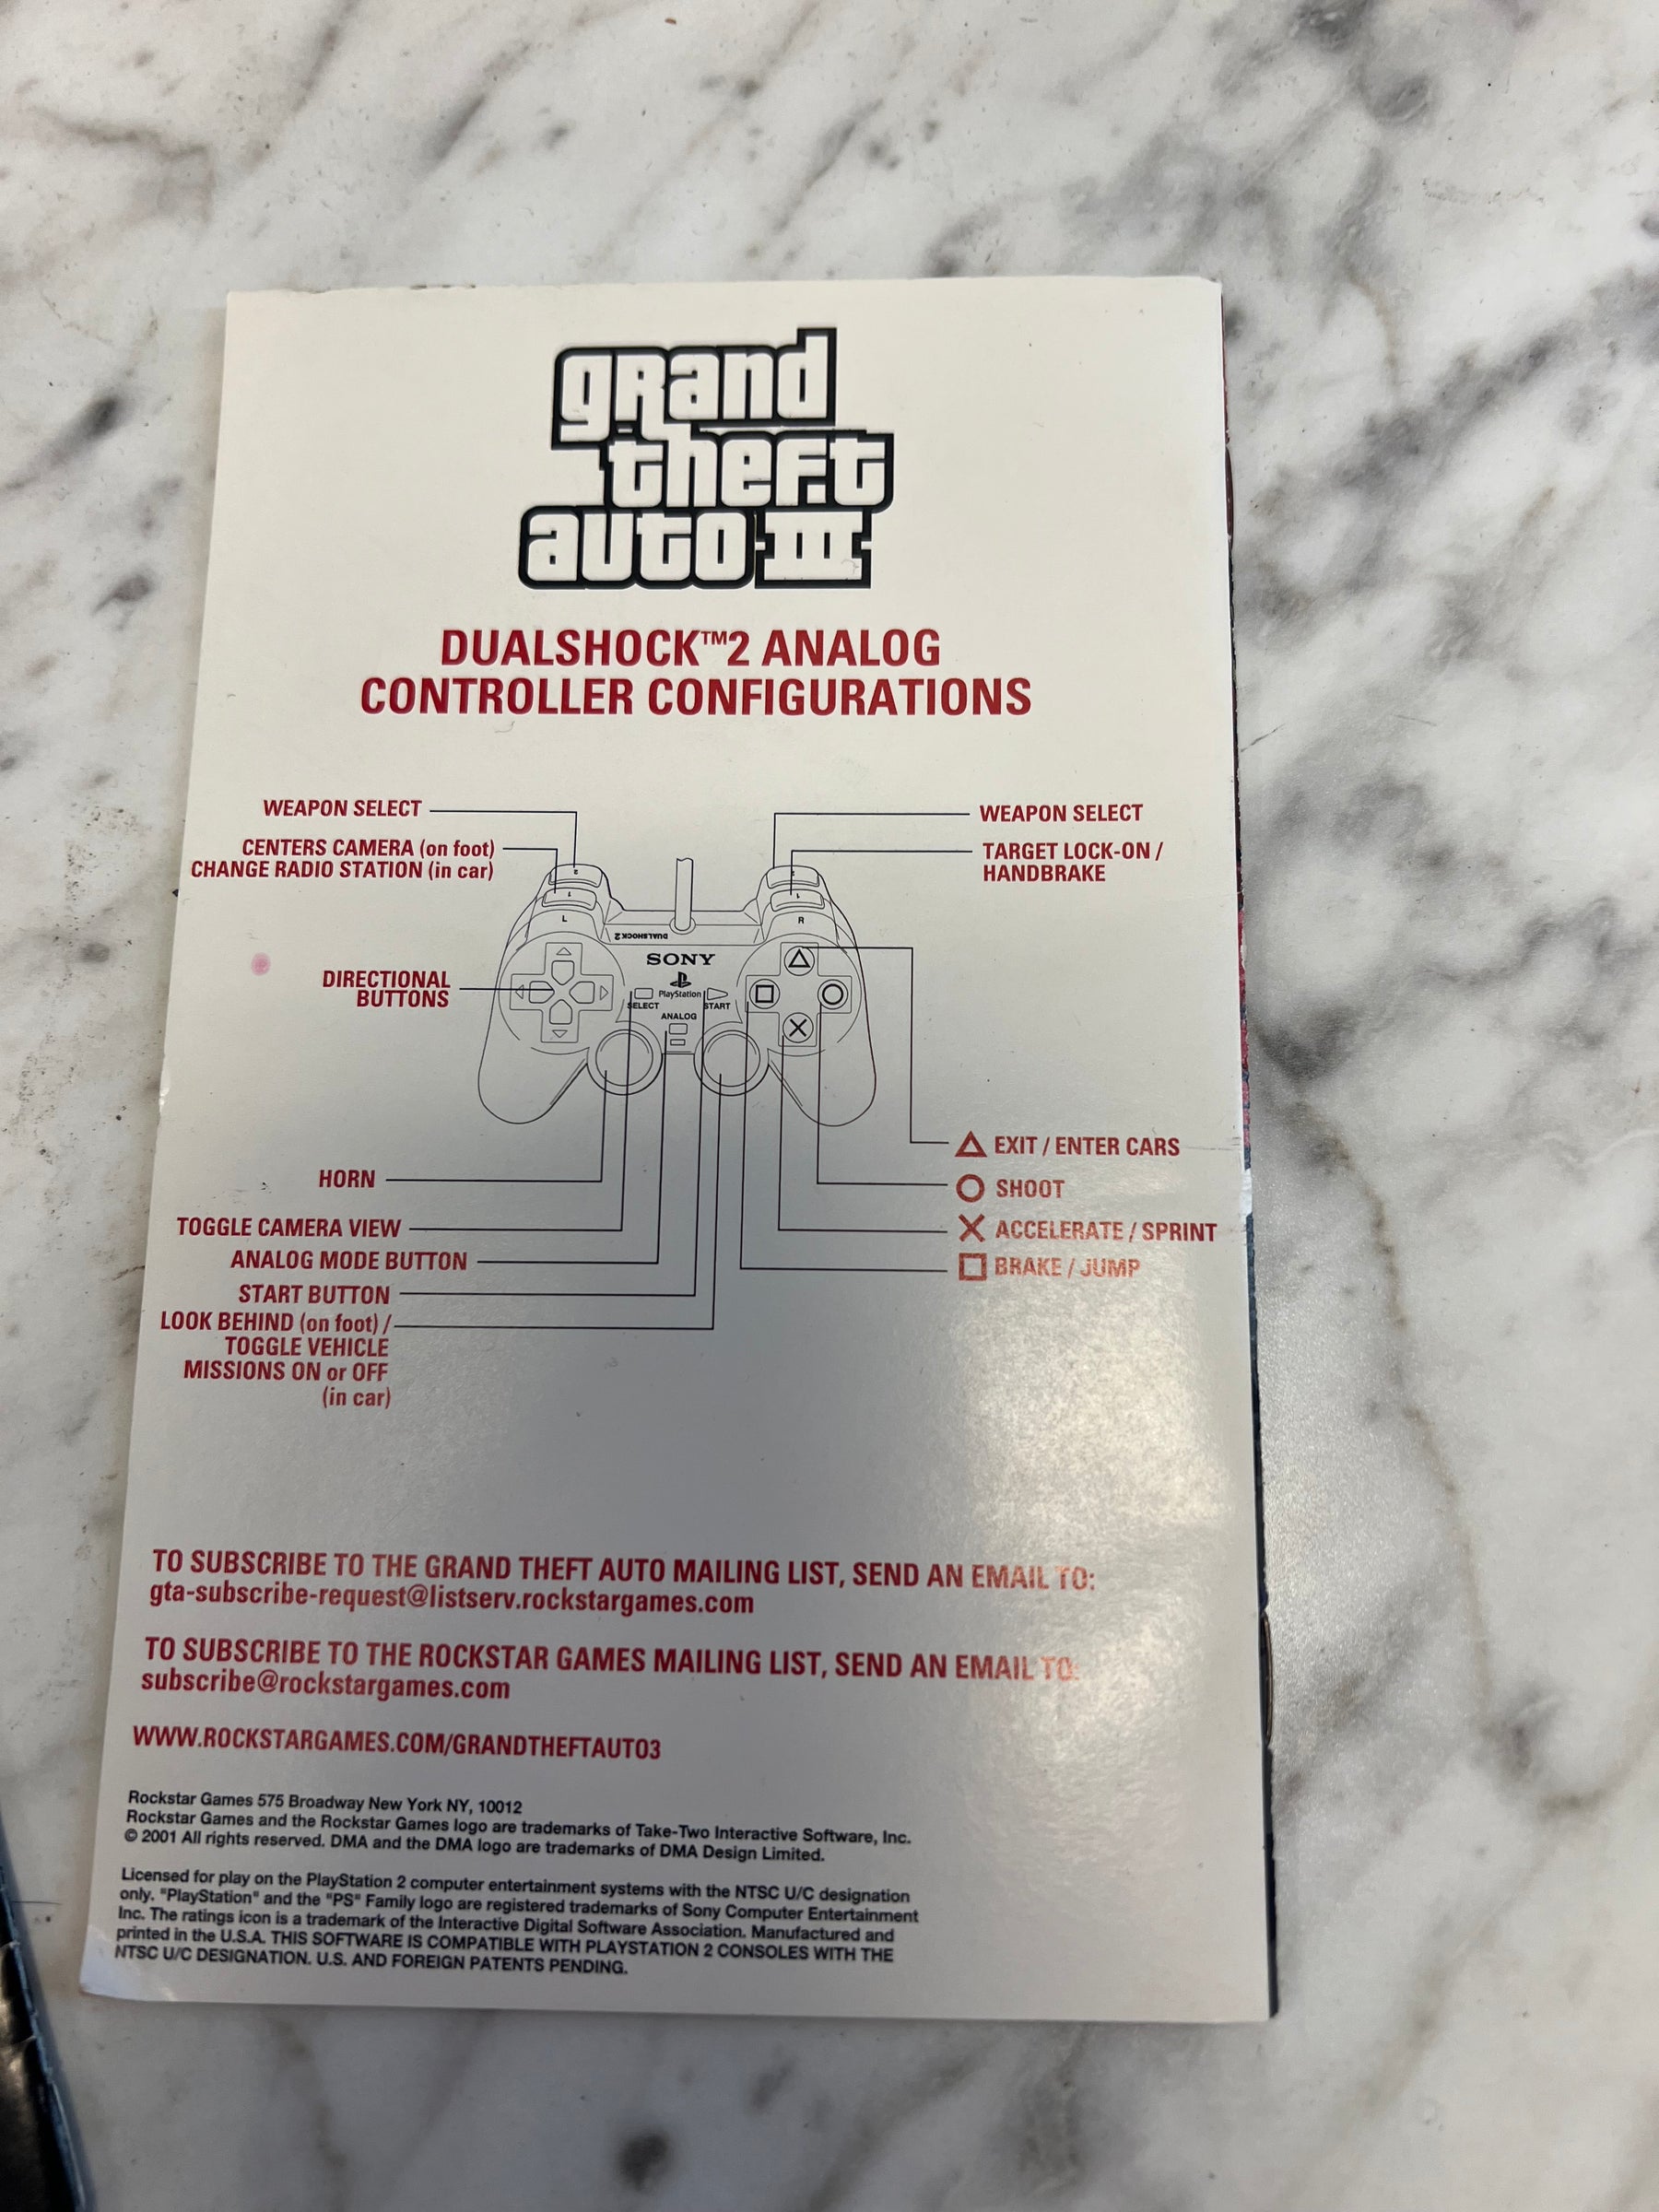 grand
theft
auto III
DUALSHOCK™2 ANALOG
CONTROLLER CONFIGURATIONS
WEAPON SELECT
CENTERS CAMERA (on foot)
CHANGE RADIO STATION (in car)
WEAPON SELECT
TARGET LOCK-ON /
HANDBRAKE
2
1
L
2
1
R
DUALSHOCK 2
SONY
PlayStation
SELECT
START
ANALOG
DIRECTIONAL
BUTTONS
HORN
TOGGLE CAMERA VIEW
ANALOG MODE BUTTON
START BUTTON
LOOK BEHIND (on foot) /
TOGGLE VEHICLE
MISSIONS ON or OFF
(in car)
EXIT / ENTER CARS
SHOOT
ACCELERATE / SPRINT
BRAKE / JUMP
TO SUBSCRIBE TO THE GRAND THEFT AUTO MAILING LIST, SEND AN EMAIL TO:
gta-subscribe-request@listserv.rockstargames.com
TO SUBSCRIBE TO THE ROCKSTAR GAMES MAILING LIST, SEND AN EMAIL TO:
subscribe@rockstargames.com
WWW.ROCKSTARGAMES.COM/GRANDTHEFTAUTO3
Rockstar Games 575 Broadway New York NY, 10012
Rockstar Games and the Rockstar Games logo are trademarks of Take-Two Interactive Software, Inc.
© 2001 All rights reserved. DMA and the DMA logo are trademarks of DMA Design Limited.
Licensed for play on the PlayStation 2 computer entertainment systems with the NTSC U/C designation
only. "PlayStation" and the "PS" Family logo are registered trademarks of Sony Computer Entertainment
Inc. The ratings icon is a trademark of the Interactive Digital Software Association. Manufactured and
printed in the U.S.A. THIS SOFTWARE IS COMPATIBLE WITH PLAYSTATION 2 CONSOLES WITH THE
NTSC U/C DESIGNATION. U.S. AND FOREIGN PATENTS PENDING.